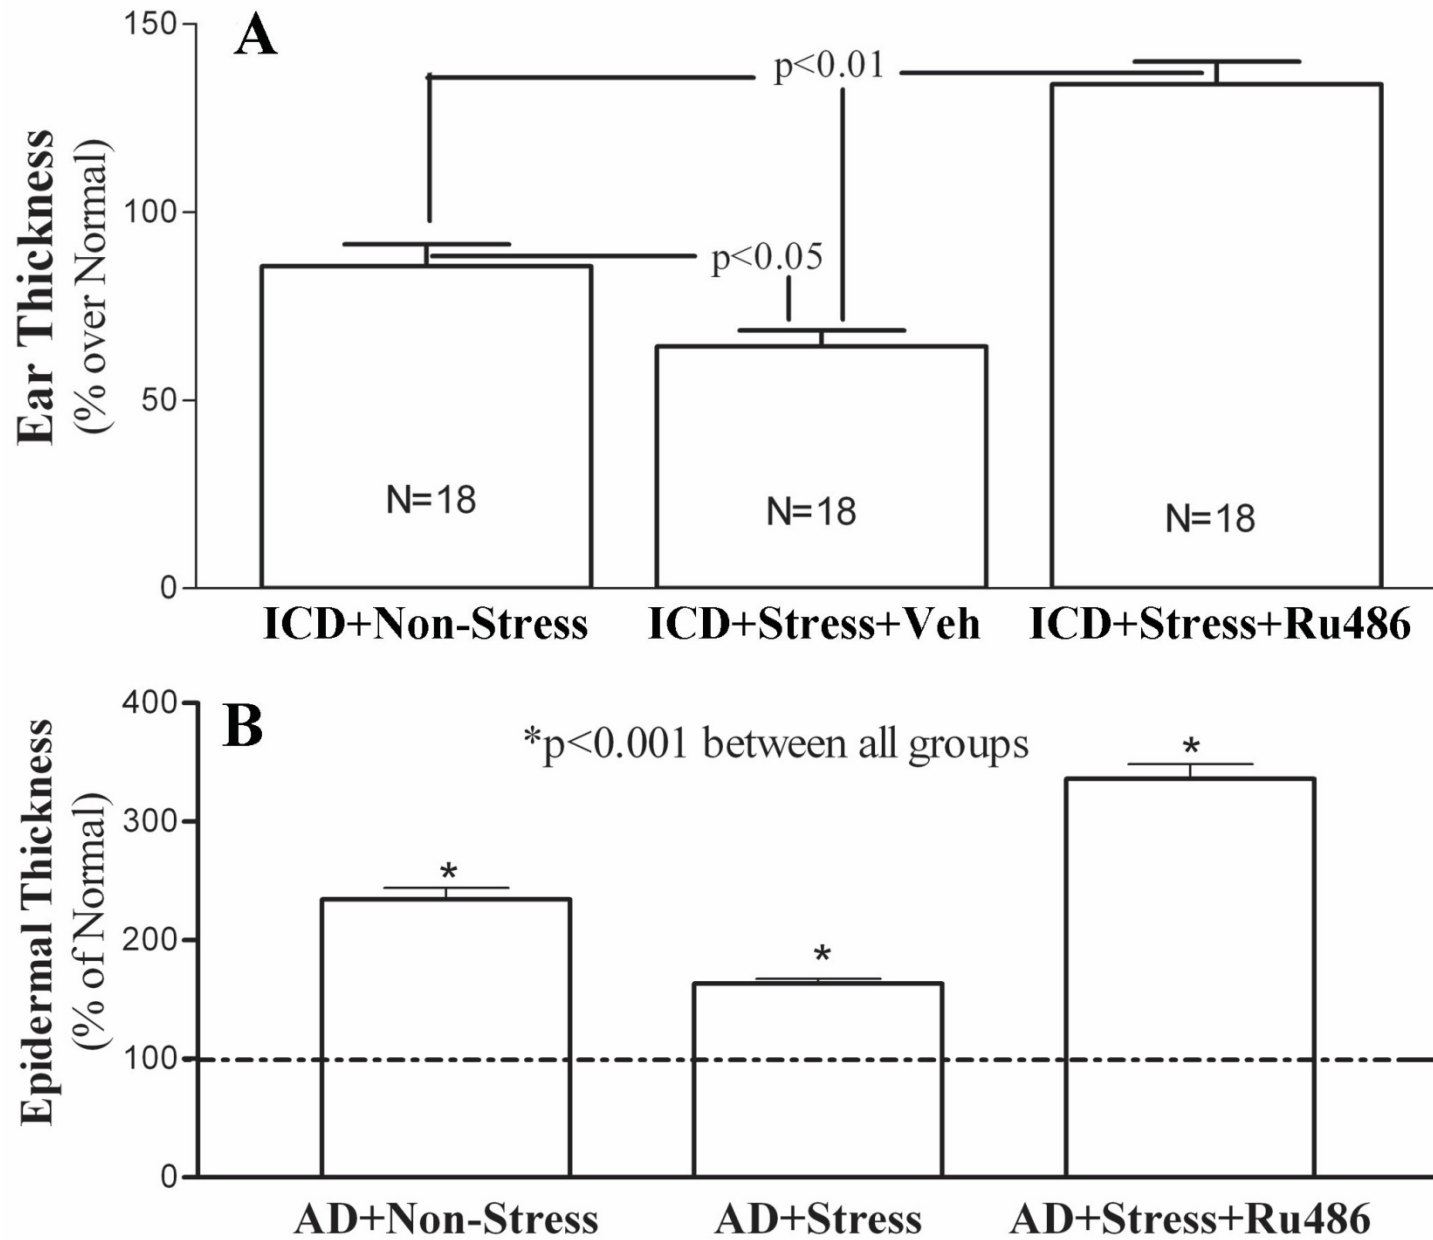 A
150
100
50
0
Ear Thickness
(% over Normal)
p<0.01
p<0.05
N=18
N=18
N=18
ICD+Non-Stress
ICD+Stress+Veh
ICD+Stress+Ru486
B
400
300
200
100
0
Epidermal Thickness
(% of Normal)
*p<0.001 between all groups
*
*
*
AD+Non-Stress
AD+Stress
AD+Stress+Ru486